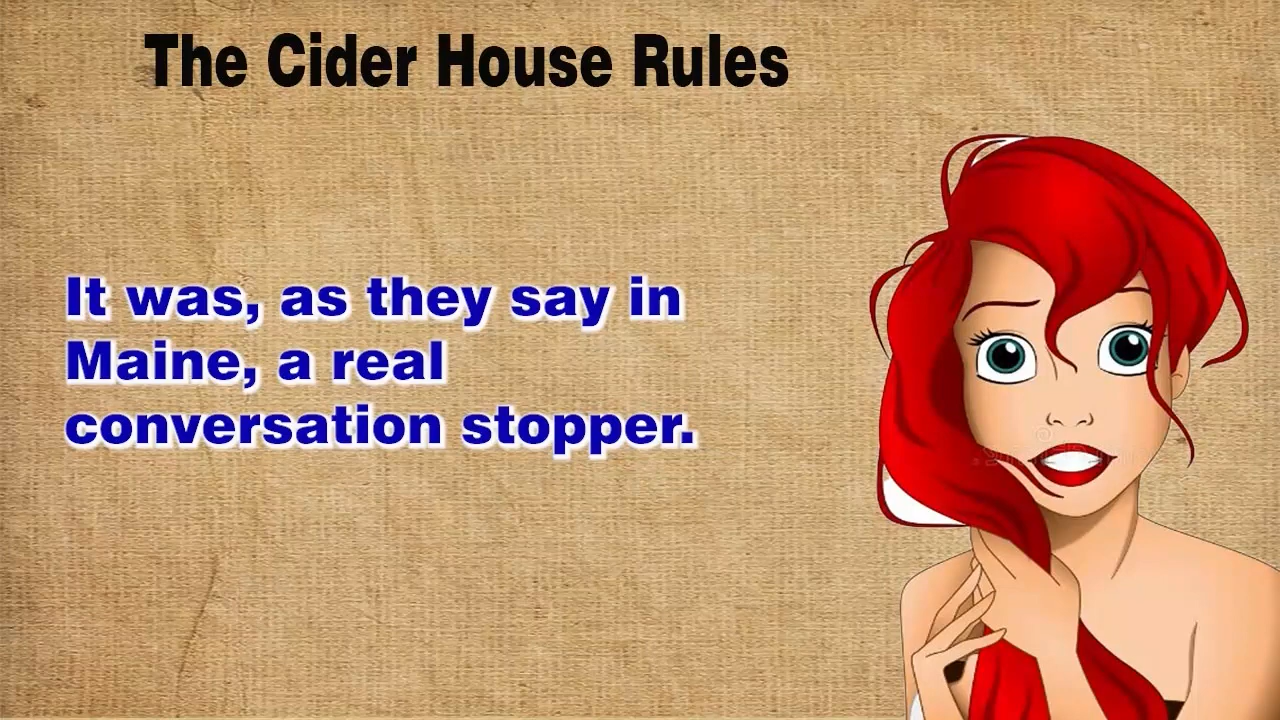 The Cider House Rules
It was, as they say in
Maine, a real
conversation stopper.